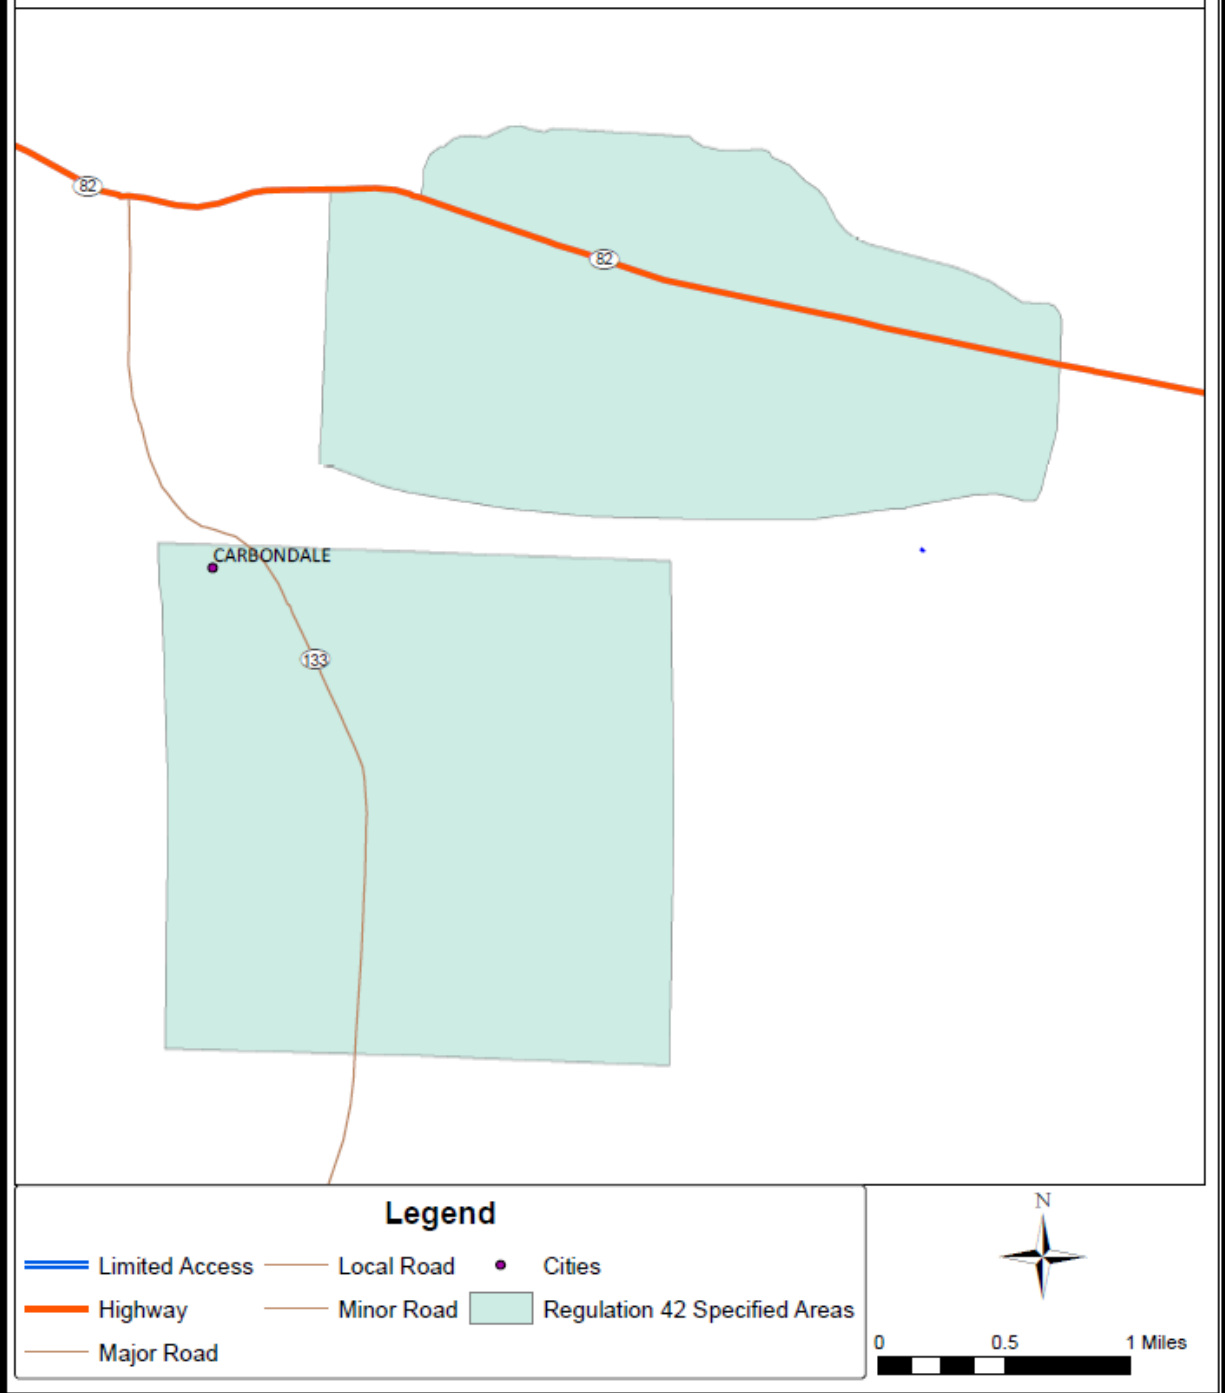 82
82
CARBONDALE
133
Legend
Limited Access
Local Road
Cities
Highway
Minor Road
Regulation 42 Specified Areas
Major Road
N
0 0.5 1 Miles